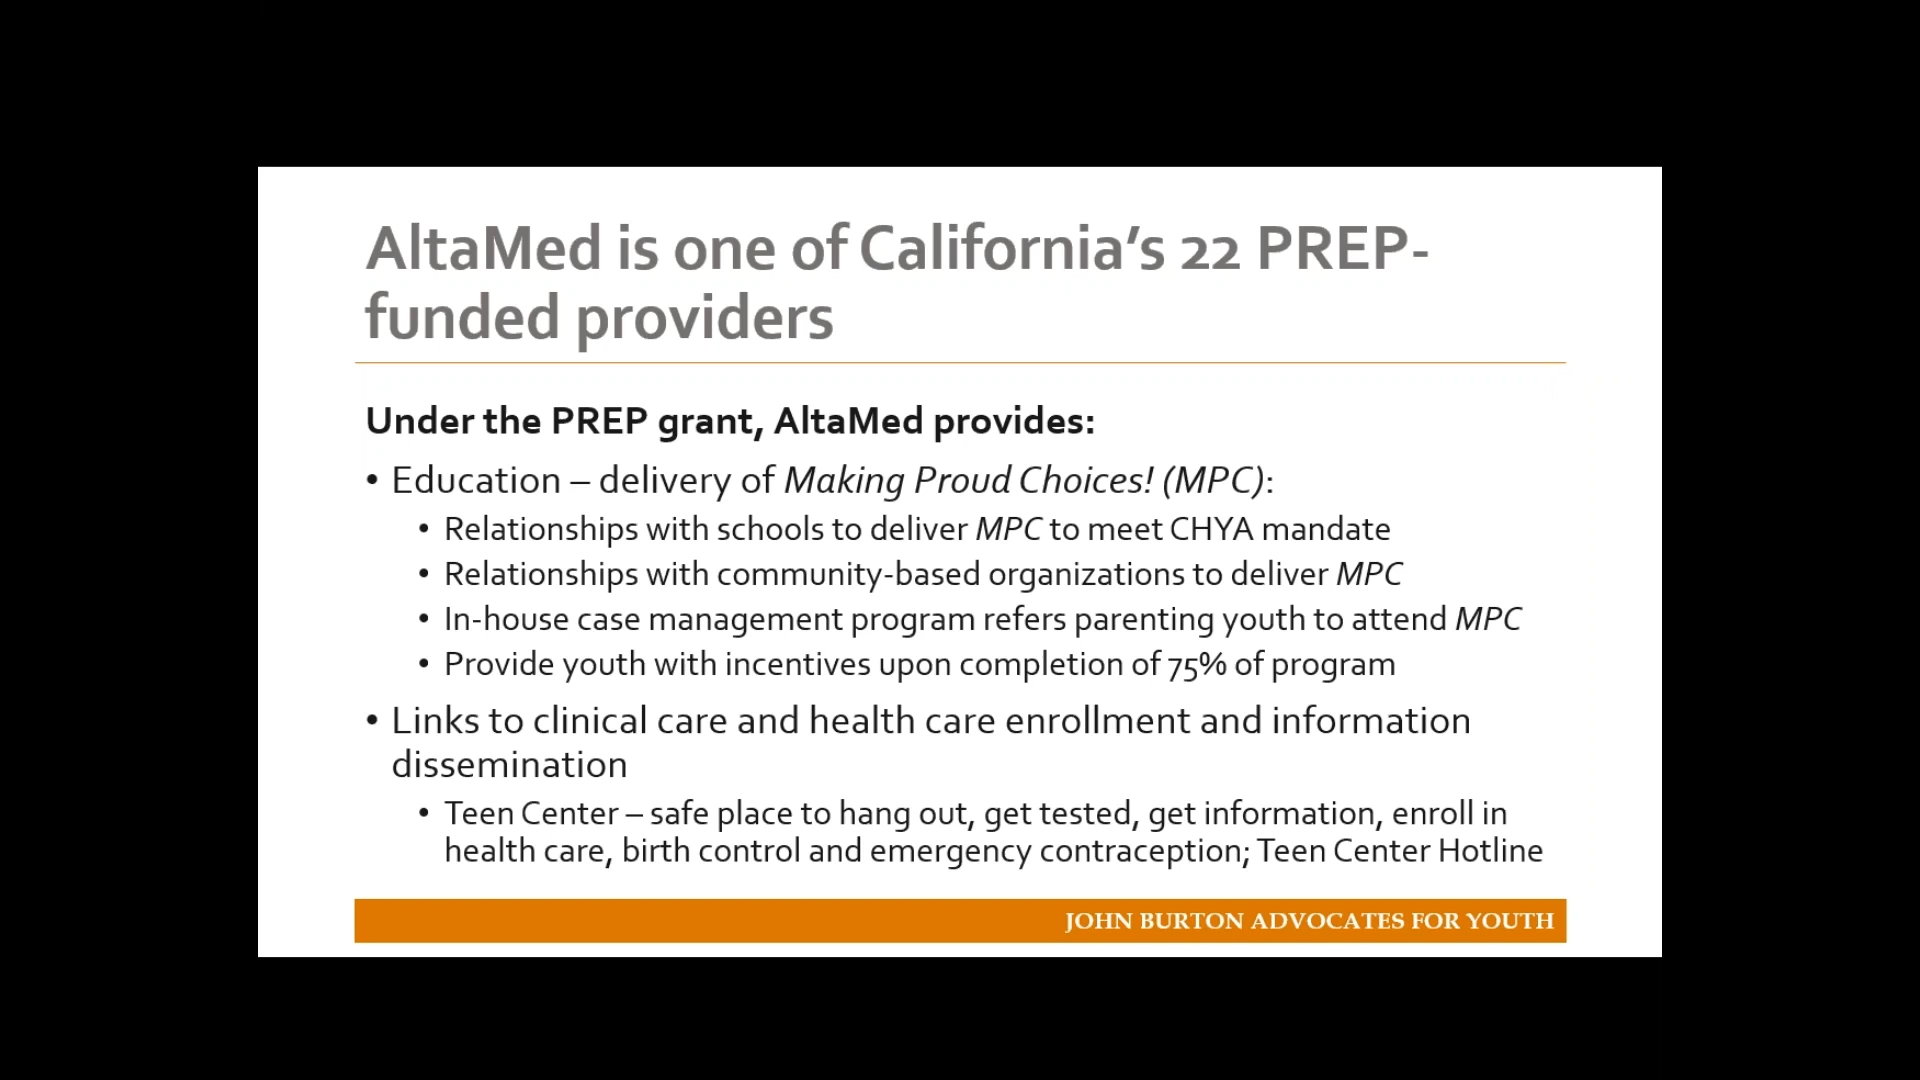 AltaMed is one of California’s 22 PREP-
funded providers
Under the PREP grant, AltaMed provides:
• Education – delivery of Making Proud Choices! (MPC):
• Relationships with schools to deliver MPC to meet CHYA mandate
• Relationships with community-based organizations to deliver MPC
• In-house case management program refers parenting youth to attend MPC
• Provide youth with incentives upon completion of 75% of program
• Links to clinical care and health care enrollment and information
dissemination
• Teen Center – safe place to hang out, get tested, get information, enroll in
health care, birth control and emergency contraception; Teen Center Hotline
JOHN BURTON ADVOCATES FOR YOUTH